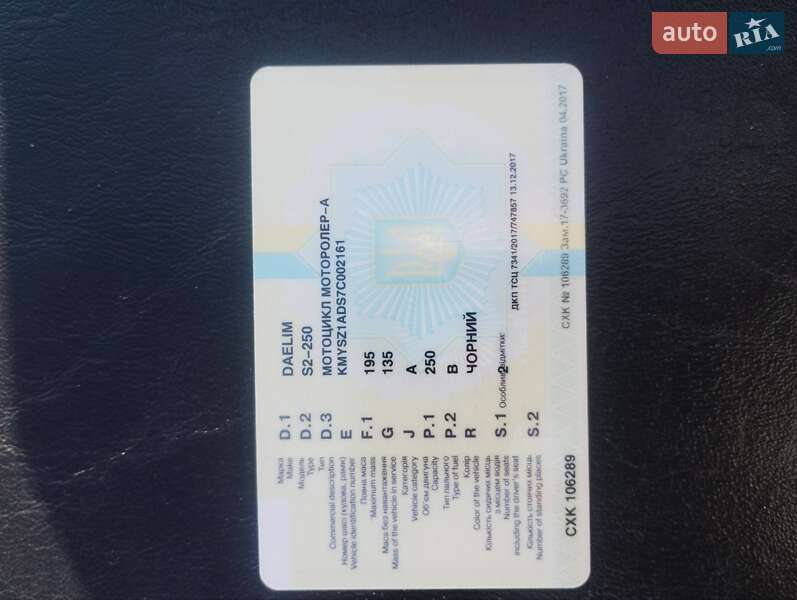 auto RIA.com
Марка D.1 DAELIM
Make
Модель D.2 S2-250
Type
Тип D.3 МОТОЦИКЛ МОТОРОЛЕР-А
Commercial description
Номер шасі (кузова, рами) E KMYSZ1ADS7C002161
Vehicle identification number
Повна маса F.1 195
Maximum mass
Маса без навантаження G 135
Mass of the vehicle in service
Категорія J A
Vehicle category
Об'єм двигуна P.1 250
Capacity
Тип пального P.2 B
Type of fuel
Колір R ЧОРНИЙ
Color of the vehicle
Кількість сидячих місць S.1 2
з місцем водія
Number of seats
including the driver's seat
Кількість стоячих місць S.2
Number of standing places
Особливі відмітки:
ДКП ТСЦ 7341/2017/747857 13.12.2017
СХК 106289
СХК № 106289 Зам.17-3692 РС Ukraina 04.2017